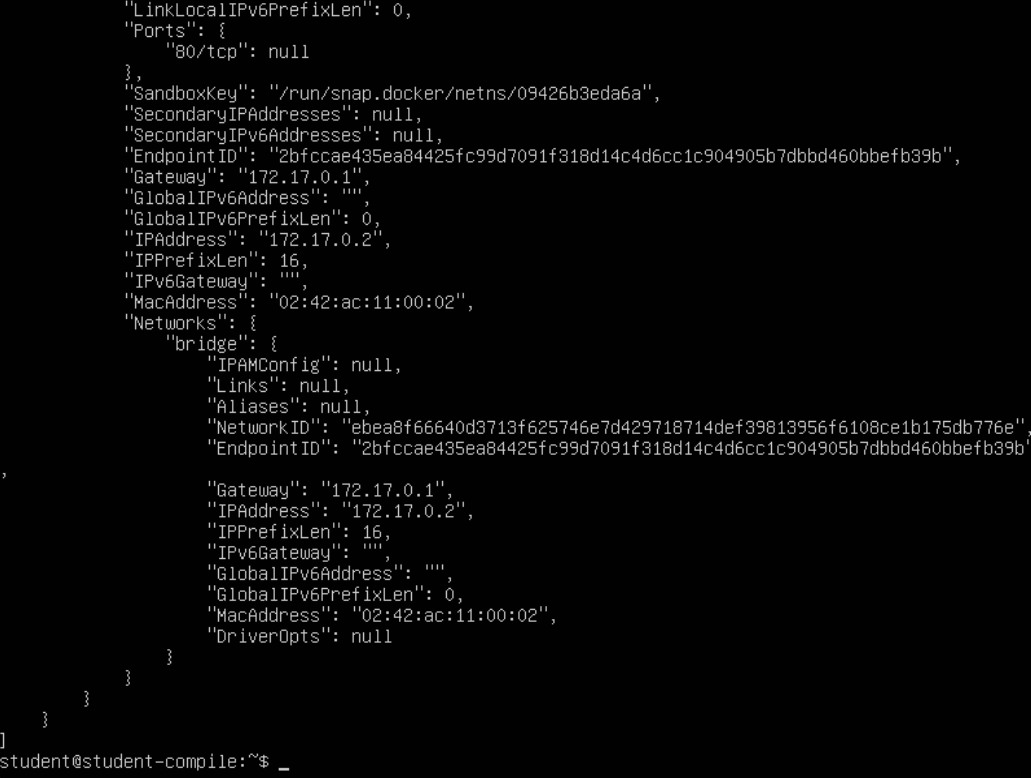 "LinkLocalIPv6PrefixLen": 0,
"Ports": {
"80/tcp": null
},
"SandboxKey": "/run/snap.docker/netns/09426b3eda6a",
"SecondaryIPAddresses": null,
"SecondaryIPv6Addresses": null,
"EndpointID": "2bfccae435ea84425fc99d7091f318d14c4d6cc1c904905b7dbbd460bbefb39b",
"Gateway": "172.17.0.1",
"GlobalIPv6Address": "",
"GlobalIPv6PrefixLen": 0,
"IPAddress": "172.17.0.2",
"IPPrefixLen": 16,
"IPv6Gateway": "",
"MacAddress": "02:42:ac:11:00:02",
"Networks": {
"bridge": {
"IPAMConfig": null,
"Links": null,
"Aliases": null,
"NetworkID": "ebea8f66640d3713f625746e7d429718714def39813956f6108ce1b175db776e",
"EndpointID": "2bfccae435ea84425fc99d7091f318d14c4d6cc1c904905b7dbbd460bbefb39b"
,
"Gateway": "172.17.0.1",
"IPAddress": "172.17.0.2",
"IPPrefixLen": 16,
"IPv6Gateway": "",
"GlobalIPv6Address": "",
"GlobalIPv6PrefixLen": 0,
"MacAddress": "02:42:ac:11:00:02",
"DriverOpts": null
}
}
}
}
]
student@student-compile:~$ _